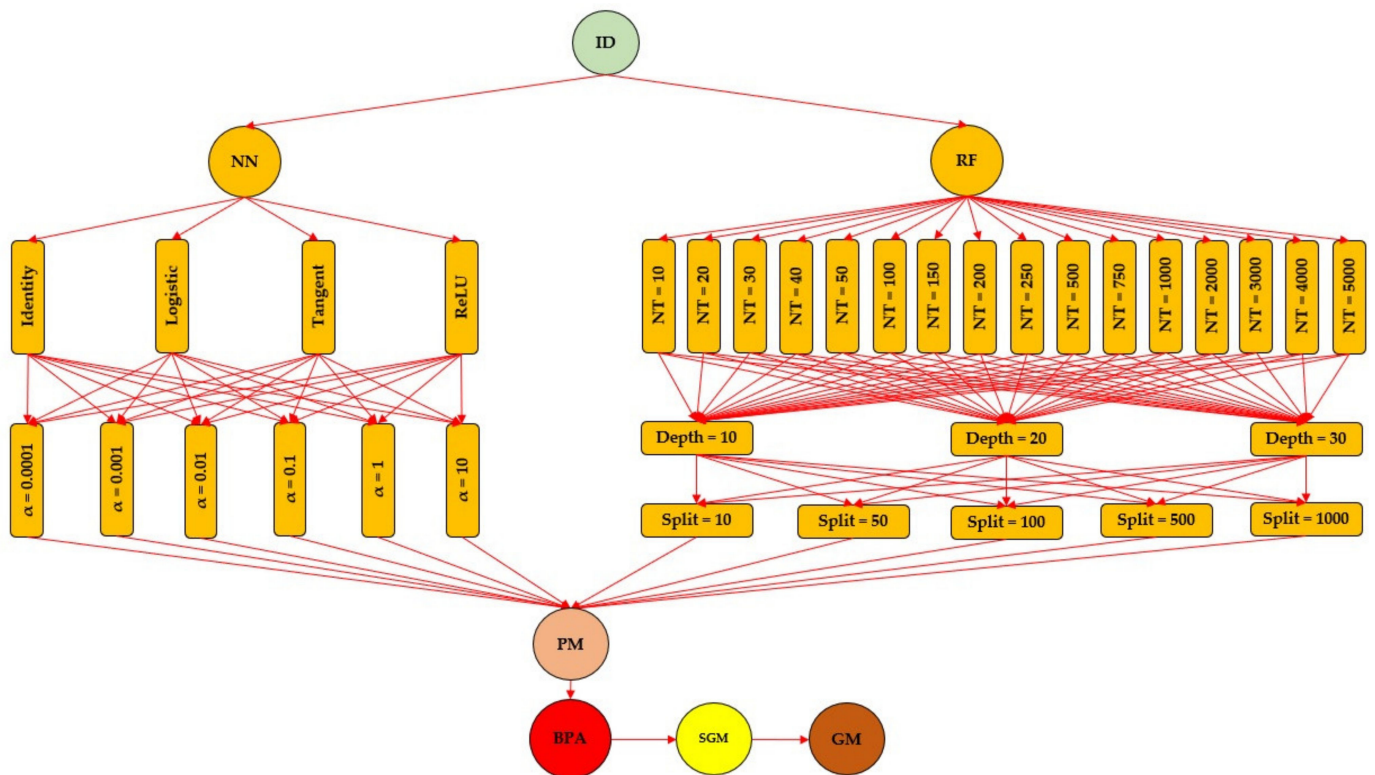 ID
NN
RF
Identity
Logistic
Tangent
ReLU
NT = 10
NT = 20
NT = 30
NT = 40
NT = 50
NT = 100
NT = 150
NT = 200
NT = 250
NT = 500
NT = 750
NT = 1000
NT = 2000
NT = 3000
NT = 4000
NT = 5000
α = 0.0001
α = 0.001
α = 0.01
α = 0.1
α = 1
α = 10
Depth = 10
Depth = 20
Depth = 30
Split = 10
Split = 50
Split = 100
Split = 500
Split = 1000
PM
BPA
SGM
GM